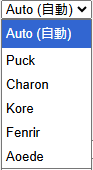 Auto (自動)
Auto (自動)
Puck
Charon
Kore
Fenrir
Aoede